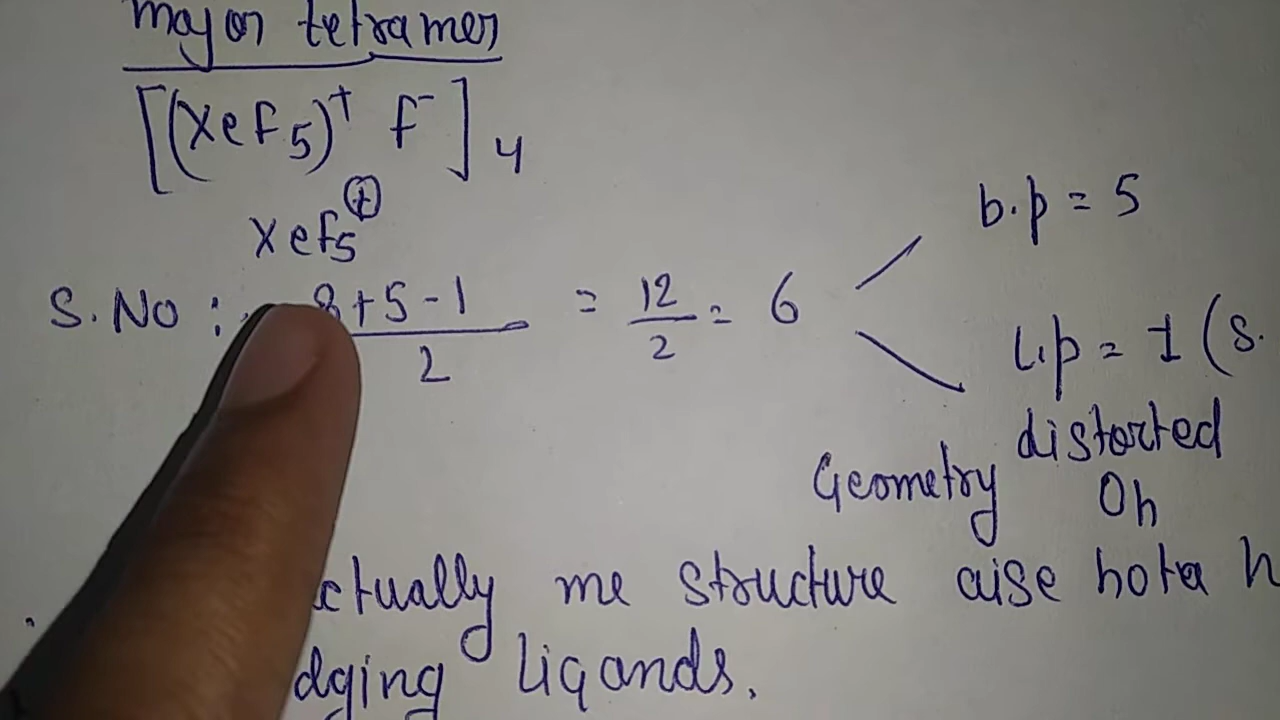 major tetramer
[(XeF5)+ F-]4
XeF5 +
S.No : 8+5-1 / 2 = 12/2 = 6
b.p = 5
l.p = 1 (S.
Geometry distorted Oh
ctually me structure aise hota h
dging ligands.